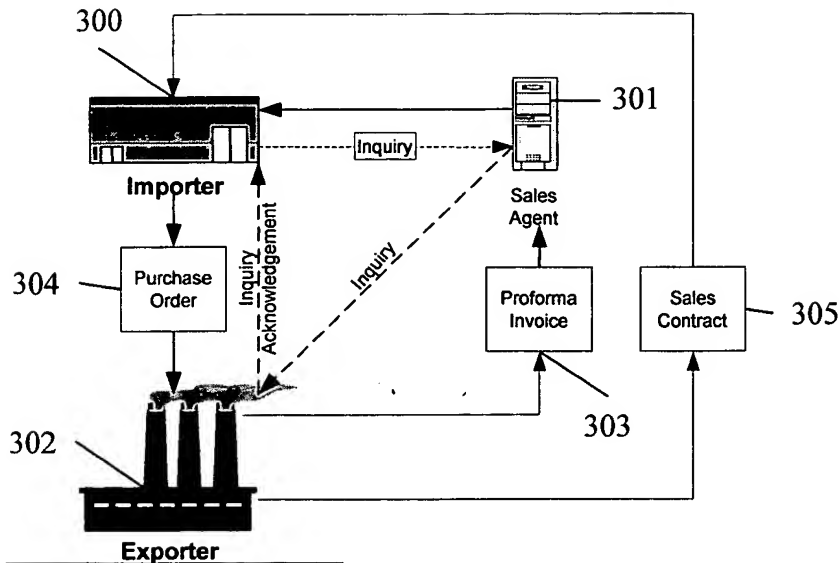 300
301
Importer
Inquiry
Sales
Agent
Inquiry
Acknowledgement
Inquiry
304
Purchase
Order
Proforma
Invoice
Sales
Contract
305
303
302
Exporter